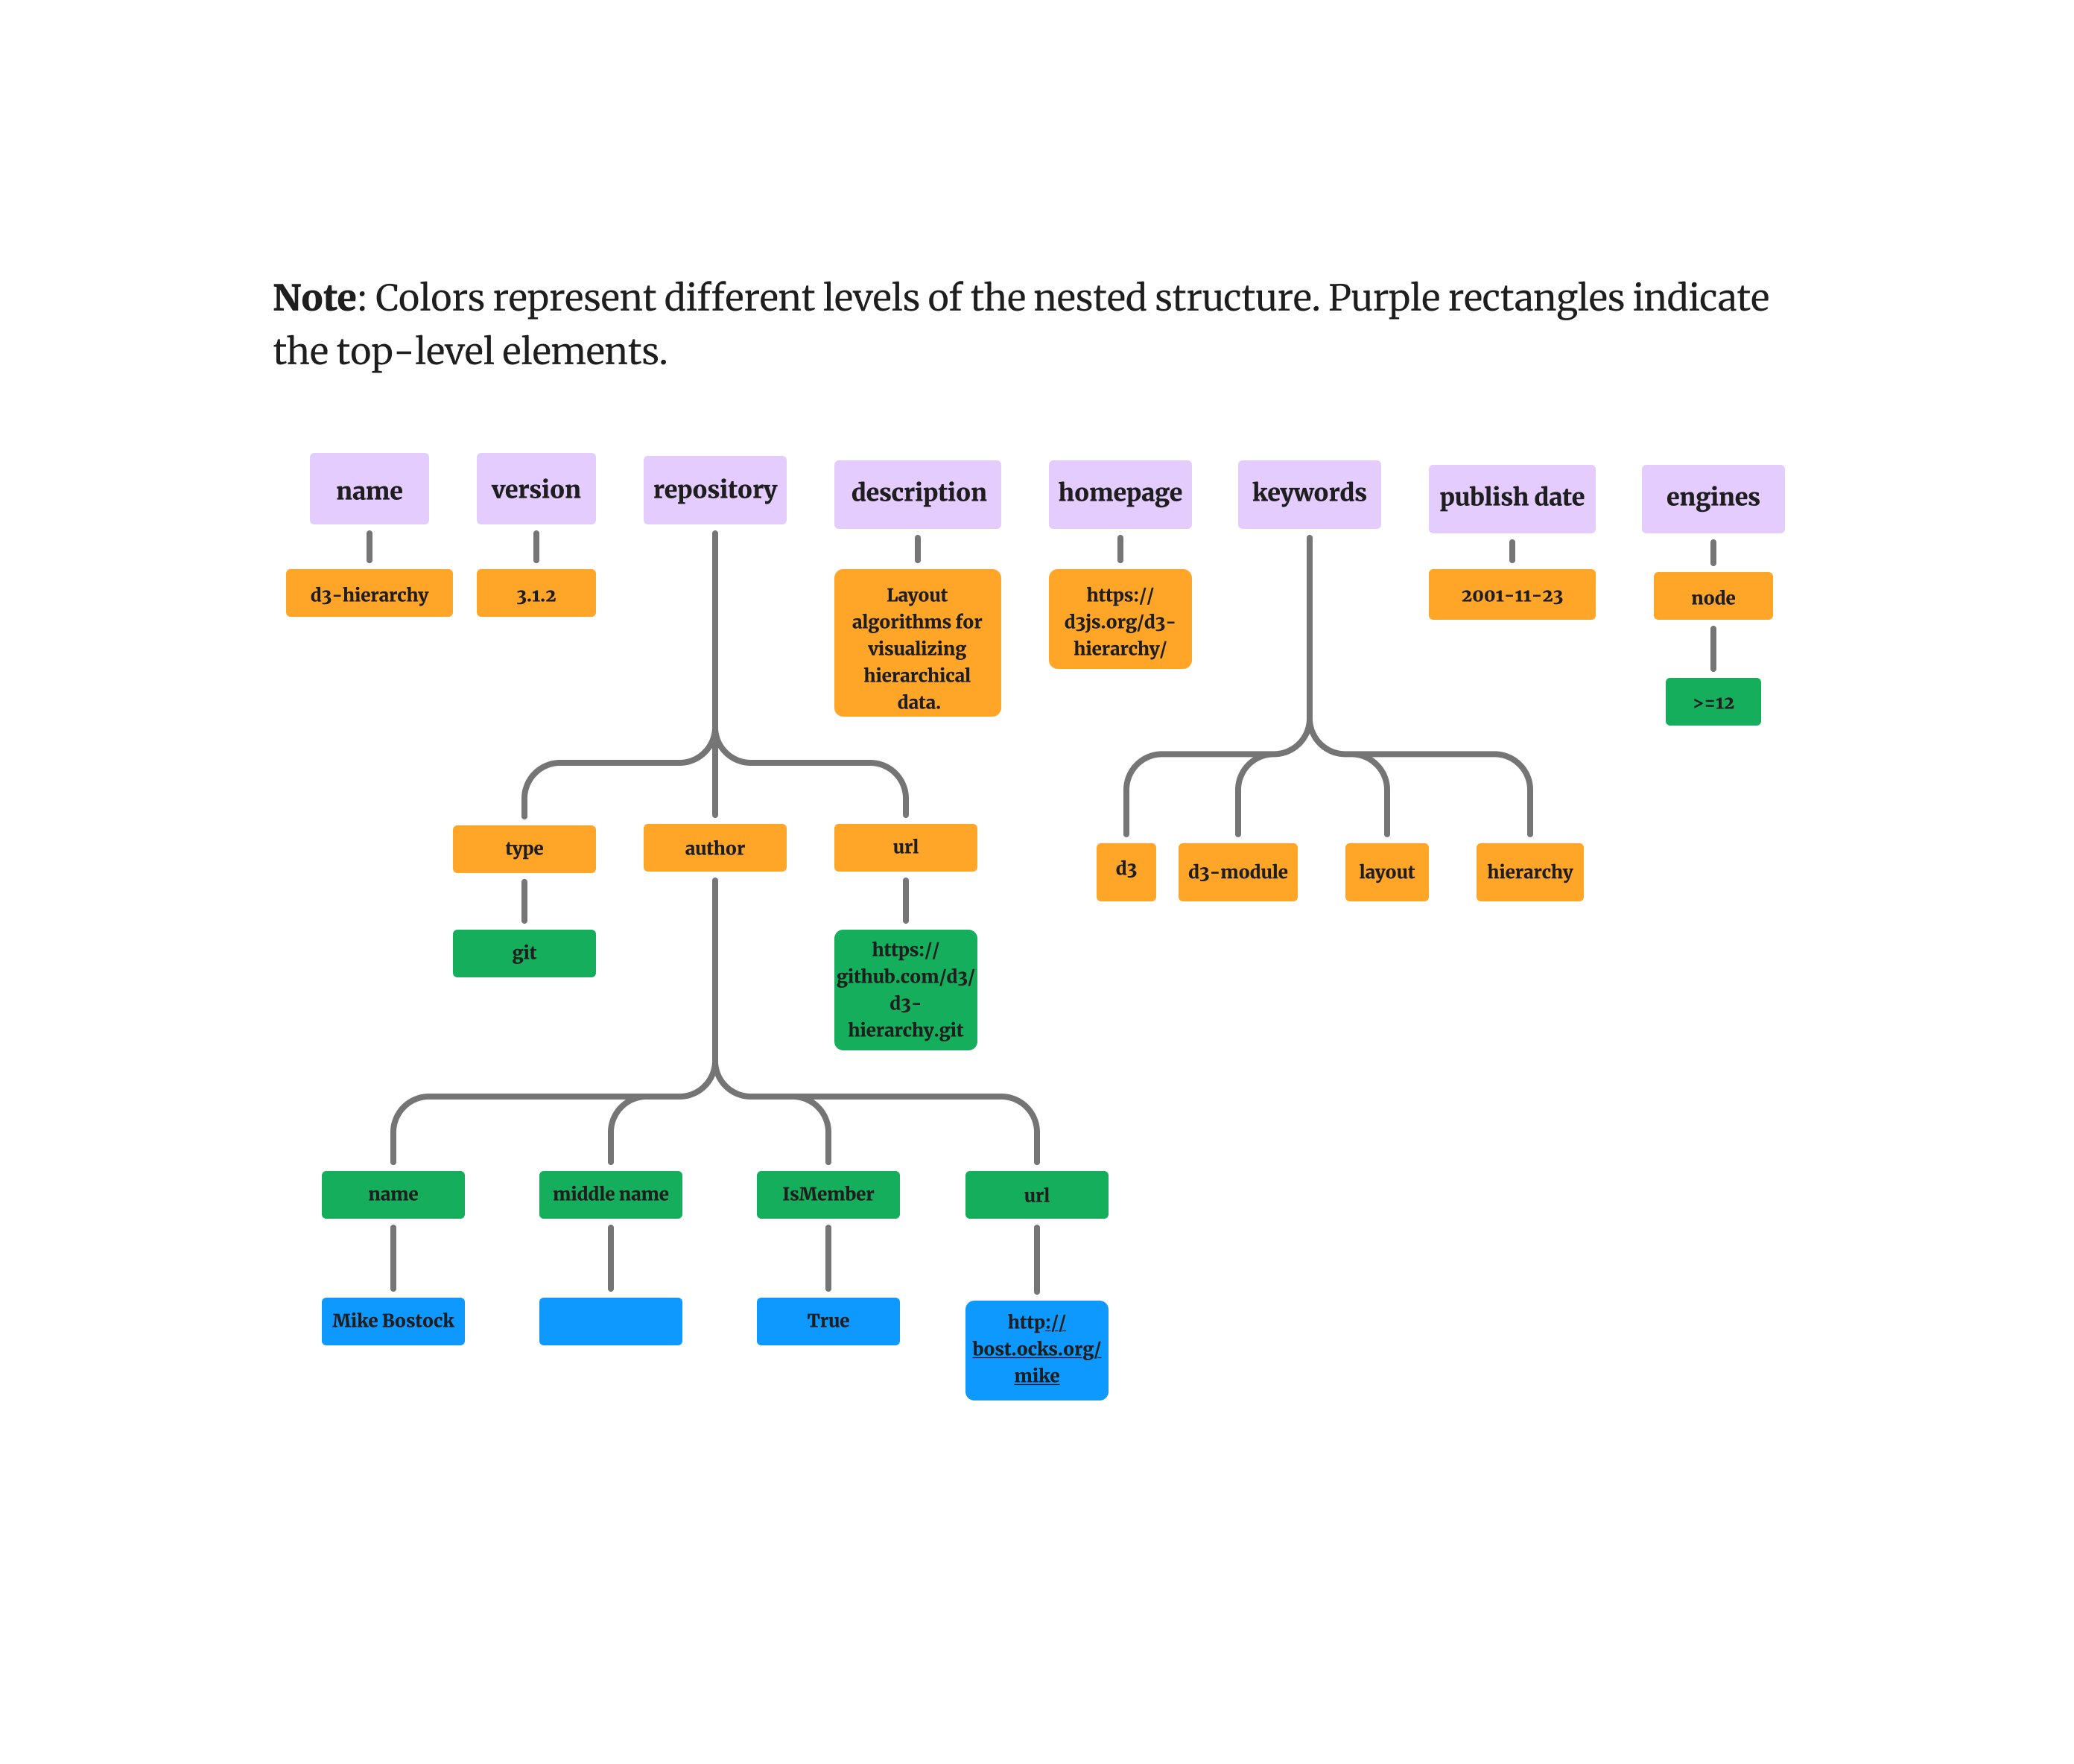 Note: Colors represent different levels of the nested structure. Purple rectangles indicate
the top-level elements.
name
version
repository
description
homepage
keywords
publish date
engines
d3-hierarchy
3.1.2
Layout
algorithms for
visualizing
hierarchical
data.
https://
d3js.org/d3-
hierarchy/
2001-11-23
node
>=12
type
author
url
d3
d3-module
layout
hierarchy
git
https://
github.com/d3/
d3-
hierarchy.git
name
middle name
IsMember
url
Mike Bostock
True
http://
bost.ocks.org/
mike